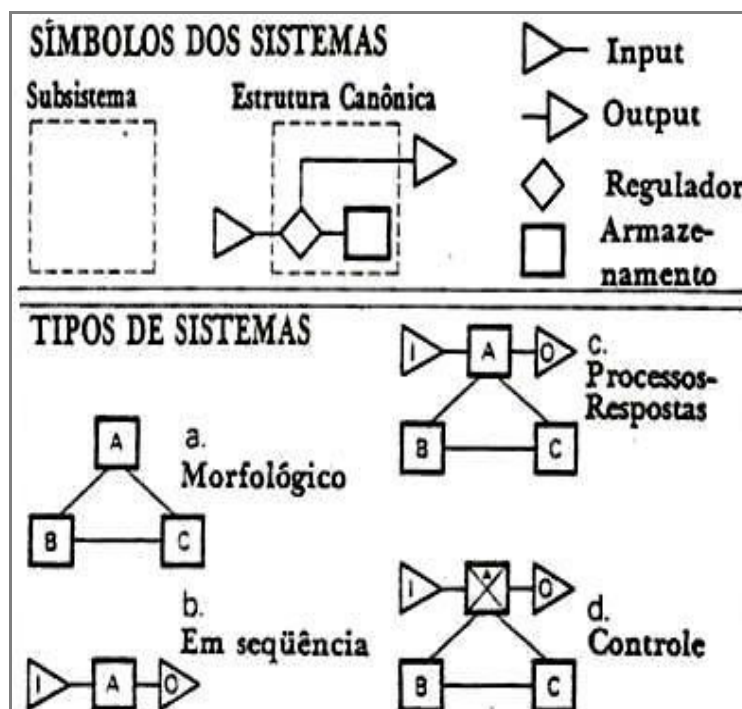 SÍMBOLOS DOS SISTEMAS
Subsistema
Estrutura Canônica
Input
Output
Regulador
Armaze-
namento
TIPOS DE SISTEMAS
A
B
C
a.
Morfológico
I
A
O
b.
Em seqüência
I
A
O
B
C
c.
Processos-
Respostas
I
O
B
C
d.
Controle